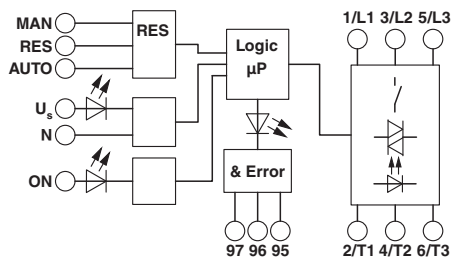 MAN
RES
AUTO
RES
U_s
N
ON
Logic
µP
& Error
97 96 95
1/L1 3/L2 5/L3
2/T1 4/T2 6/T3